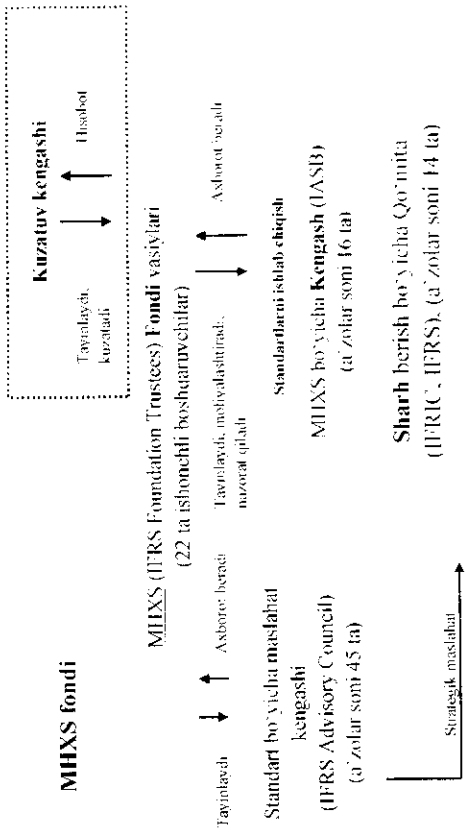 MHXS fondi
Kuzatuv kengashi
Tayinlaydi,
kuzatadi
Hisobot
MHXS (IFRS Foundation Trustees) Fondi vasiylari
(22 ta ishonchli boshqaruvchilar)
Tayinlaydi
Axborot beradi
Tayinlaydi, motivalashtiradi,
nazorat qiladi
Axborot beradi
Standart bo`yicha maslahat
kengashi
(IFRS Advisory Council)
(a`zolar soni 45 ta)
Standartlarni ishlab chiqish
MHXS bo`yicha Kengash (IASB)
(a`zolar soni 16 ta)
Strategik maslahat
Sharh berish bo`yicha Qo`mita
(IFRIC, IFRS), (a`zolar soni 14 ta)